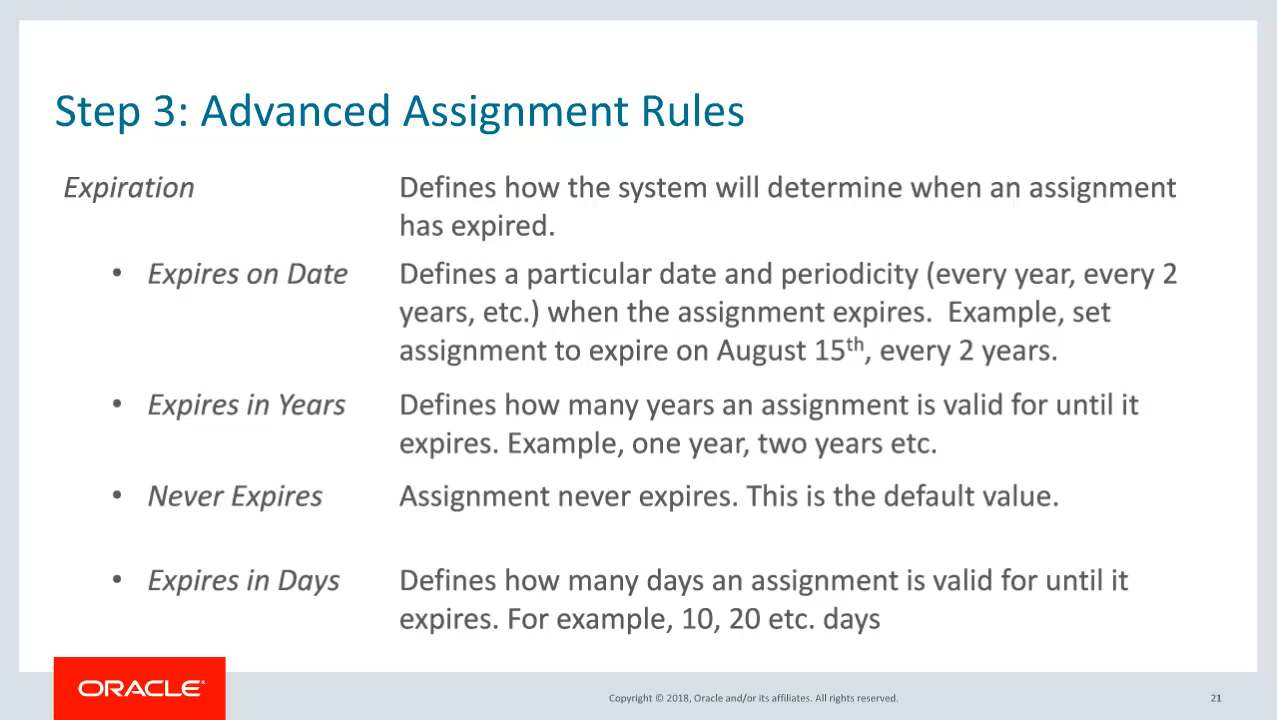 Step 3: Advanced Assignment Rules
Expiration
Defines how the system will determine when an assignment
has expired.
• Expires on Date
Defines a particular date and periodicity (every year, every 2
years, etc.) when the assignment expires.  Example, set
assignment to expire on August 15th, every 2 years.
• Expires in Years
Defines how many years an assignment is valid for until it
expires. Example, one year, two years etc.
• Never Expires
Assignment never expires. This is the default value.
• Expires in Days
Defines how many days an assignment is valid for until it
expires. For example, 10, 20 etc. days
ORACLE®
Copyright © 2018, Oracle and/or its affiliates. All rights reserved.
21